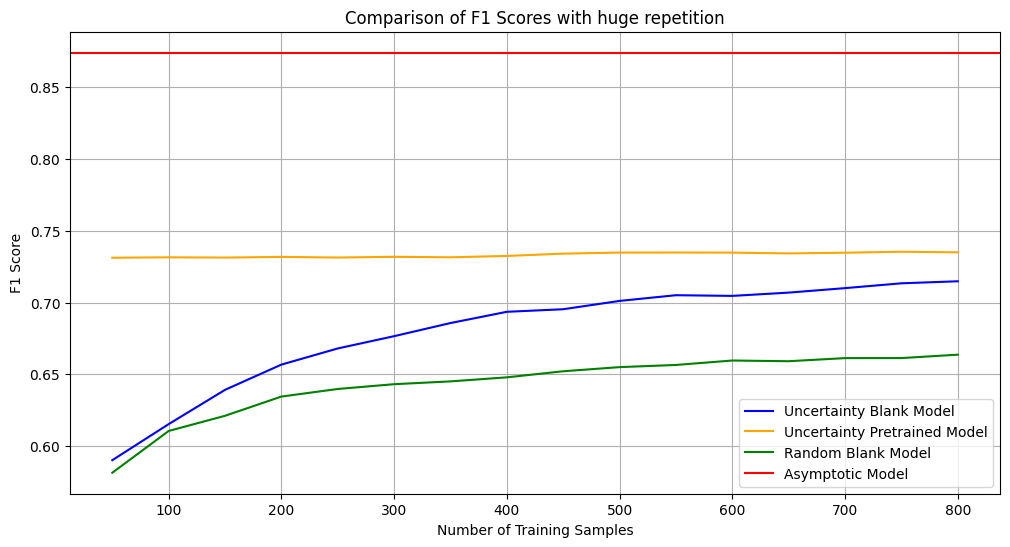 Comparison of F1 Scores with huge repetition
F1 Score
0.85
0.80
0.75
0.70
0.65
0.60
Uncertainty Blank Model
Uncertainty Pretrained Model
Random Blank Model
Asymptotic Model
100 200 300 400 500 600 700 800
Number of Training Samples